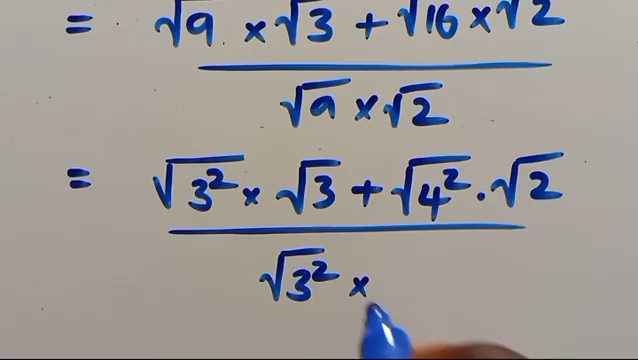 = √9 × √3 + √16 × √2
√9 × √2
= √3² × √3 + √4² . √2
√3² ×